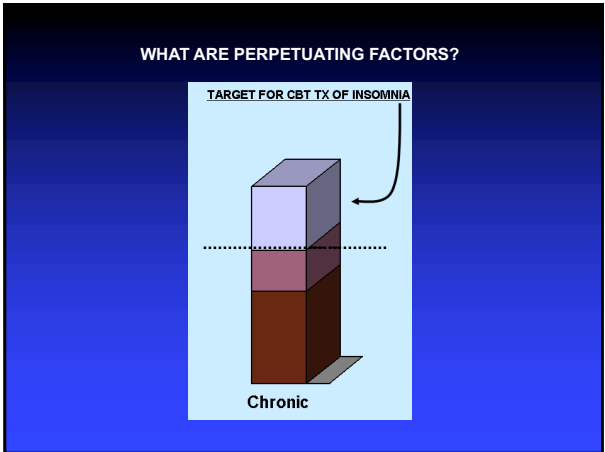 WHAT ARE PERPETUATING FACTORS?
TARGET FOR CBT TX OF INSOMNIA
Chronic